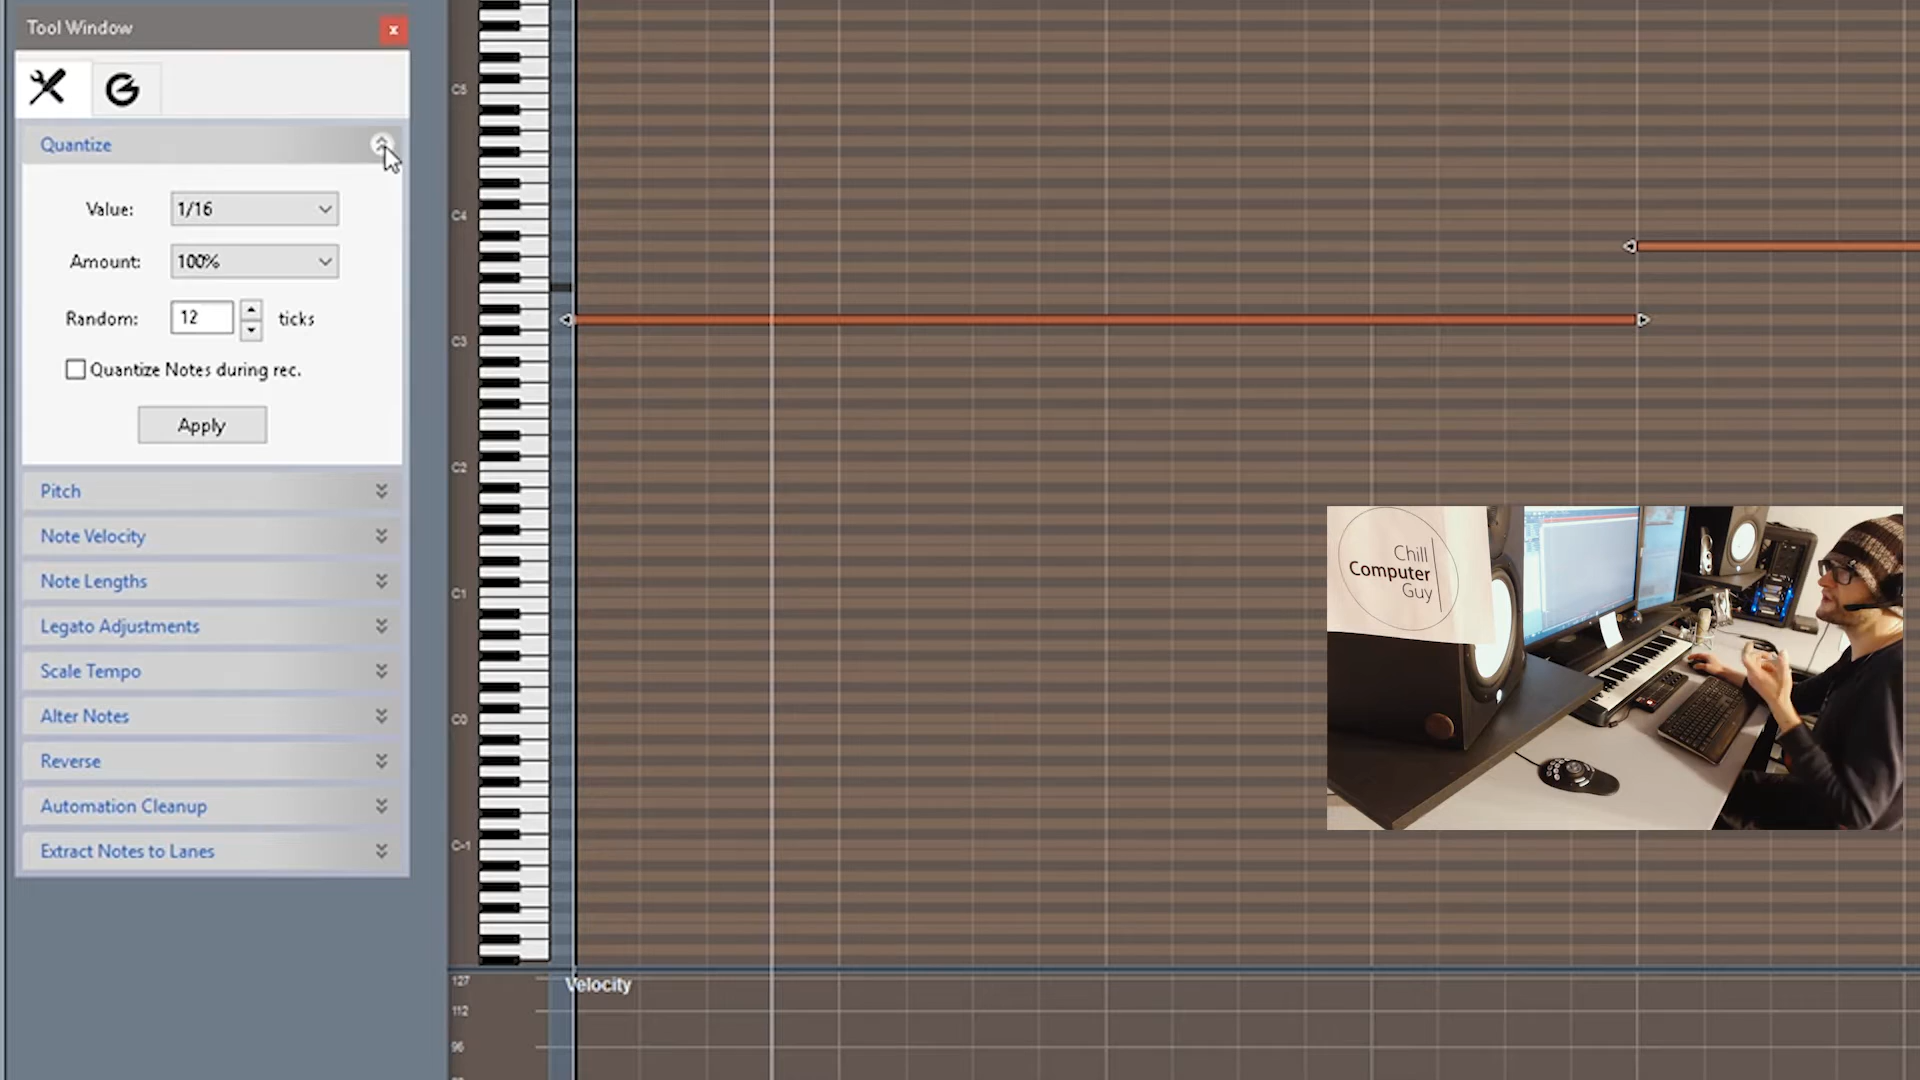 Tool Window
x
Quantize
Value: 1/16
Amount: 100%
Random: 12 ticks
Quantize Notes during rec.
Apply
Pitch
Note Velocity
Note Lengths
Legato Adjustments
Scale Tempo
Alter Notes
Reverse
Automation Cleanup
Extract Notes to Lanes
C5
C4
C3
C2
C1
C0
C-1
127
Velocity
112
96
Chill
Computer
Guy